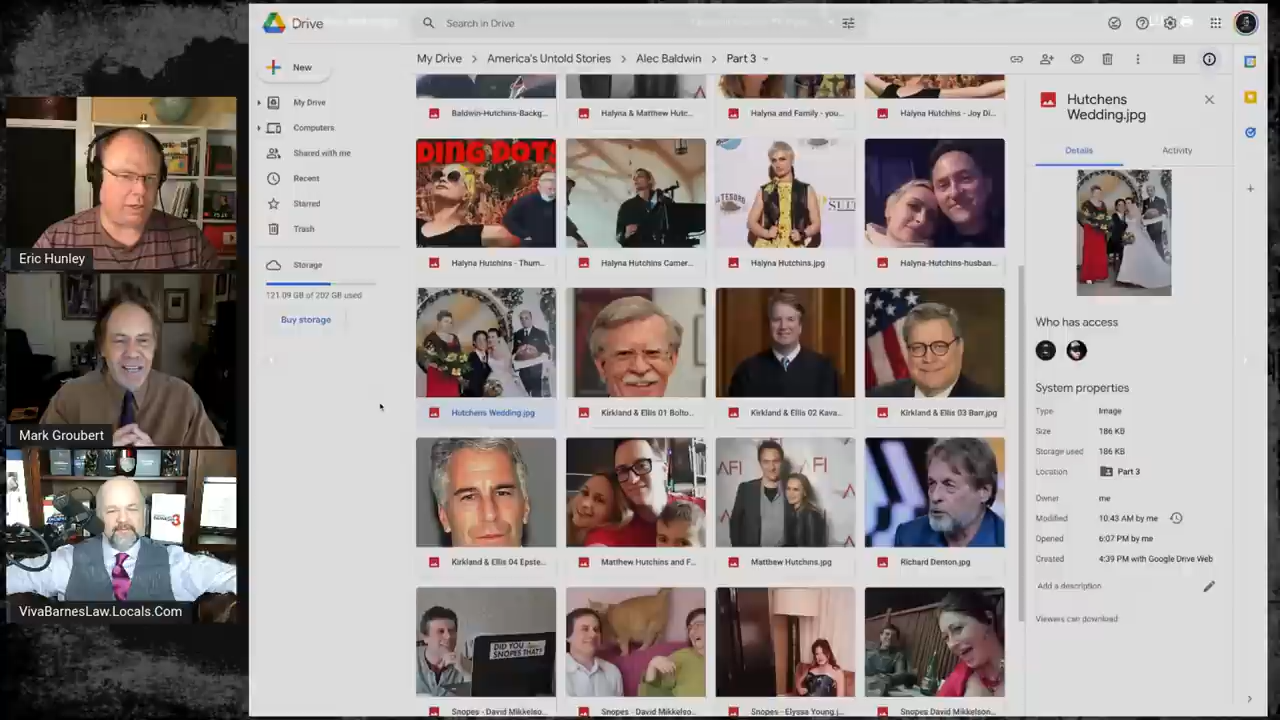 Eric Hunley
Mark Groubert
VivaBarnesLaw.Locals.Com
Drive
Search in Drive
New
My Drive
Computers
Shared with me
Recent
Starred
Trash
Storage
121.09 GB of 202 GB used
Buy storage
My Drive
America's Untold Stories
Alec Baldwin
Part 3
Baldwin-Hutchins-Backg...
Halyna & Matthew Hutc...
Halyna and Family - you...
Halyna Hutchins - Joy Di...
DING DOTS
SELF
Halyna Hutchins - Thum...
Halyna Hutchins Camer...
Halyna Hutchins.jpg
Halyna-Hutchins-husban...
Hutchens Wedding.jpg
Kirkland & Ellis 01 Bolto...
Kirkland & Ellis 02 Kava...
Kirkland & Ellis 03 Barr.jpg
AFI
AFI
Kirkland & Ellis 04 Epste...
Matthew Hutchins and F...
Matthew Hutchins.jpg
Richard Denton.jpg
DID YOU
SNOPES THAT?
Snopes - David Mikkelso...
Snopes - David Mikkelso...
Snopes - Elyssa Young.j...
Snopes David Mikkelson...
Hutchens
Wedding.jpg
Details
Activity
Who has access
System properties
Type
Image
Size
186 KB
Storage used
186 KB
Location
Part 3
Owner
me
Modified
10:43 AM by me
Opened
6:07 PM by me
Created
4:39 PM with Google Drive Web
Add a description
Viewers can download